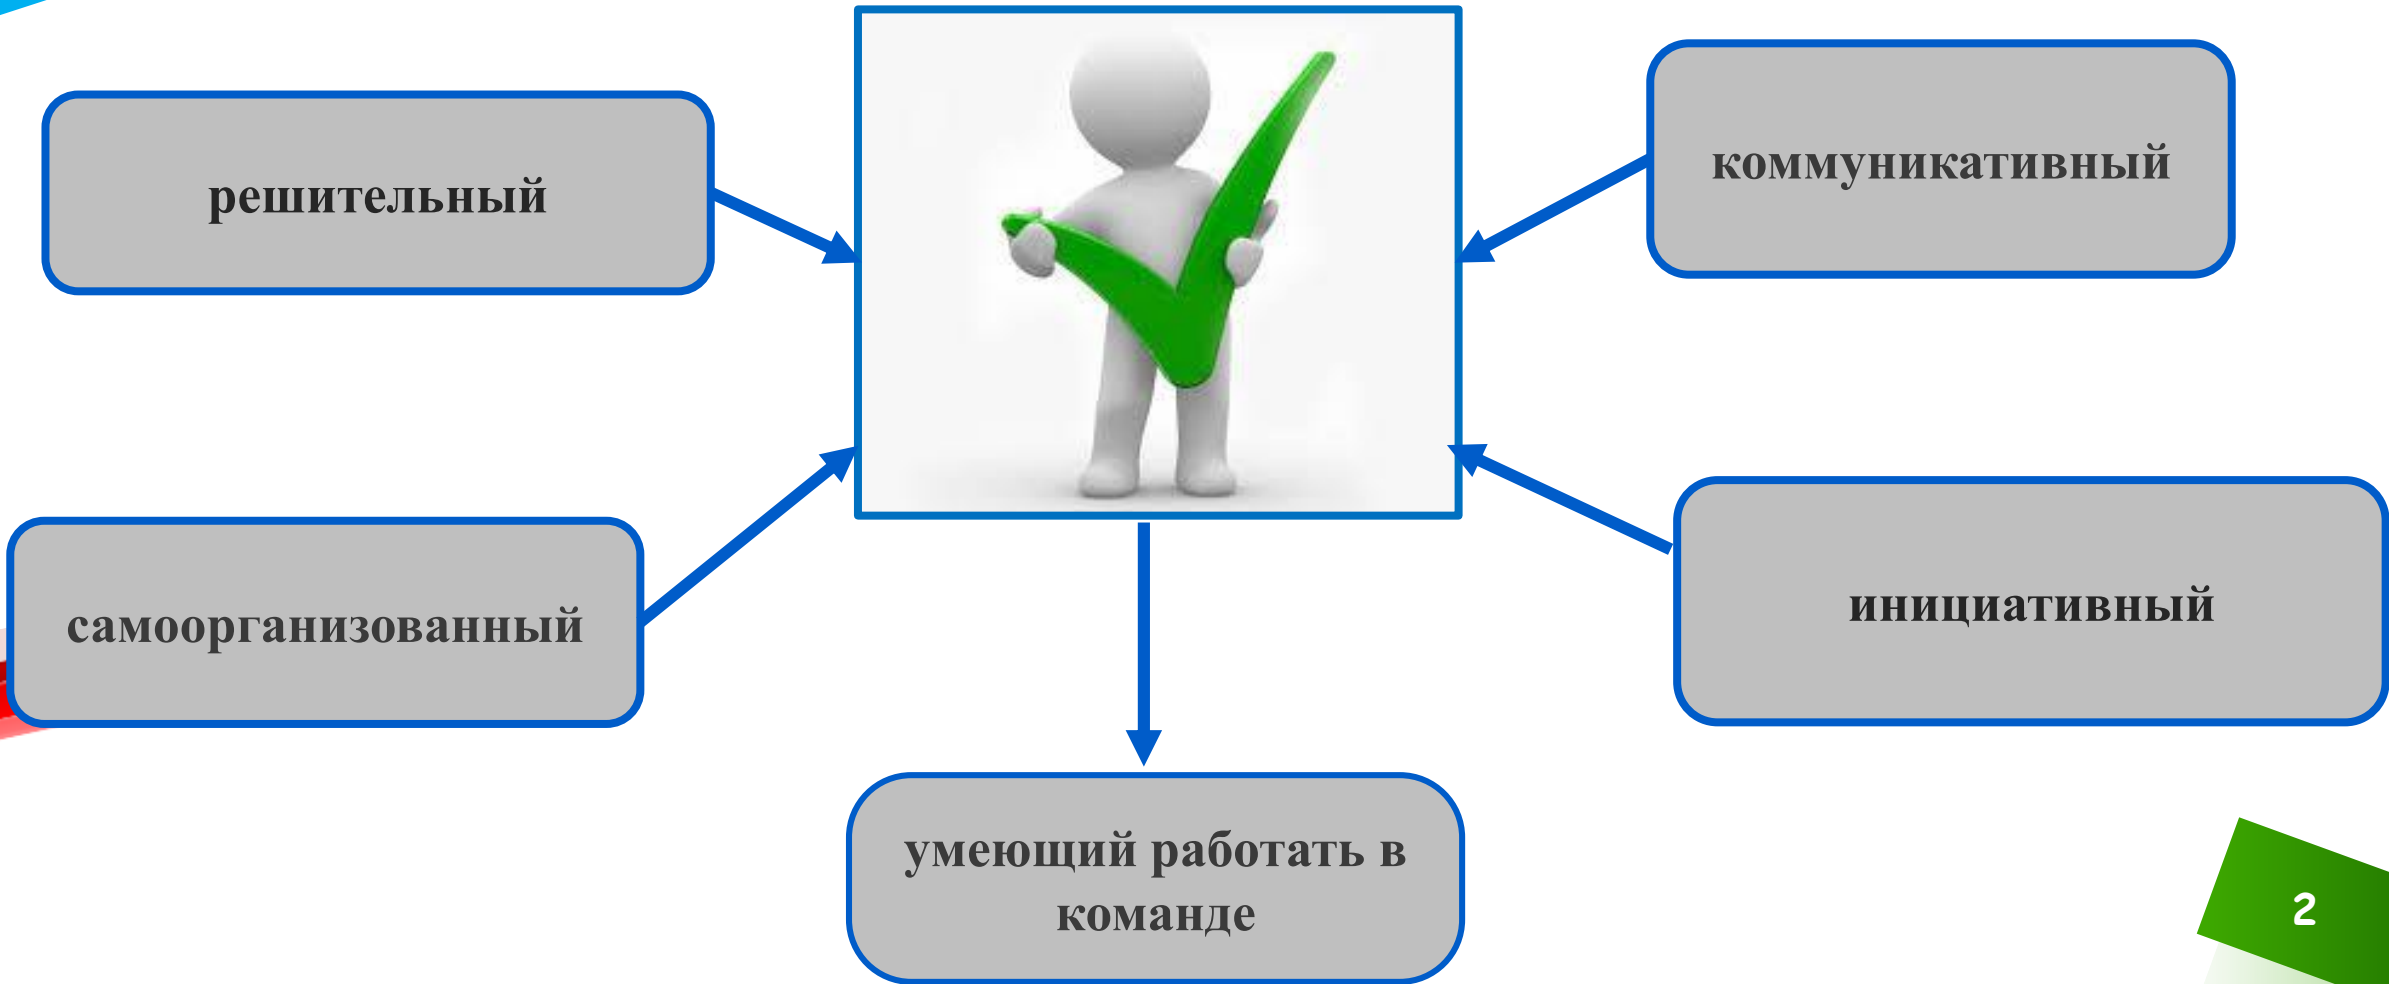 решительный
коммуникативный
самоорганизованный
инициативный
умеющий работать в
команде
2